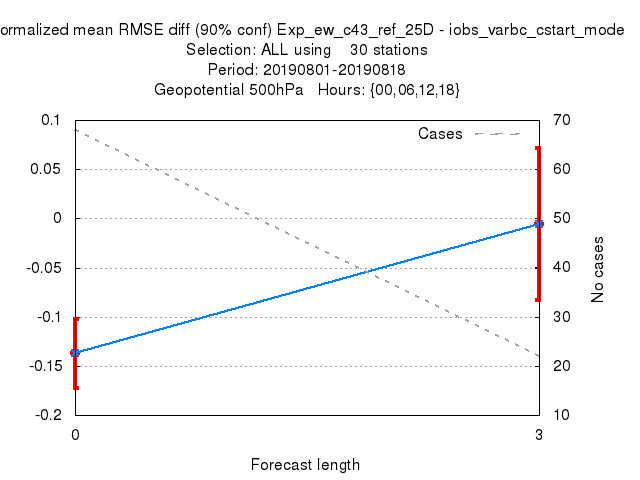 ormalized mean RMSE diff (90% conf) Exp_ew_c43_ref_25D - iobs_varbc_cstart_mode
Selection: ALL using    30 stations
Period: 20190801-20190818
Geopotential 500hPa   Hours: {00,06,12,18}
Cases
0.1
0.05
0
-0.05
-0.1
-0.15
-0.2
70
60
50
40
30
20
10
No cases
0
3
Forecast length